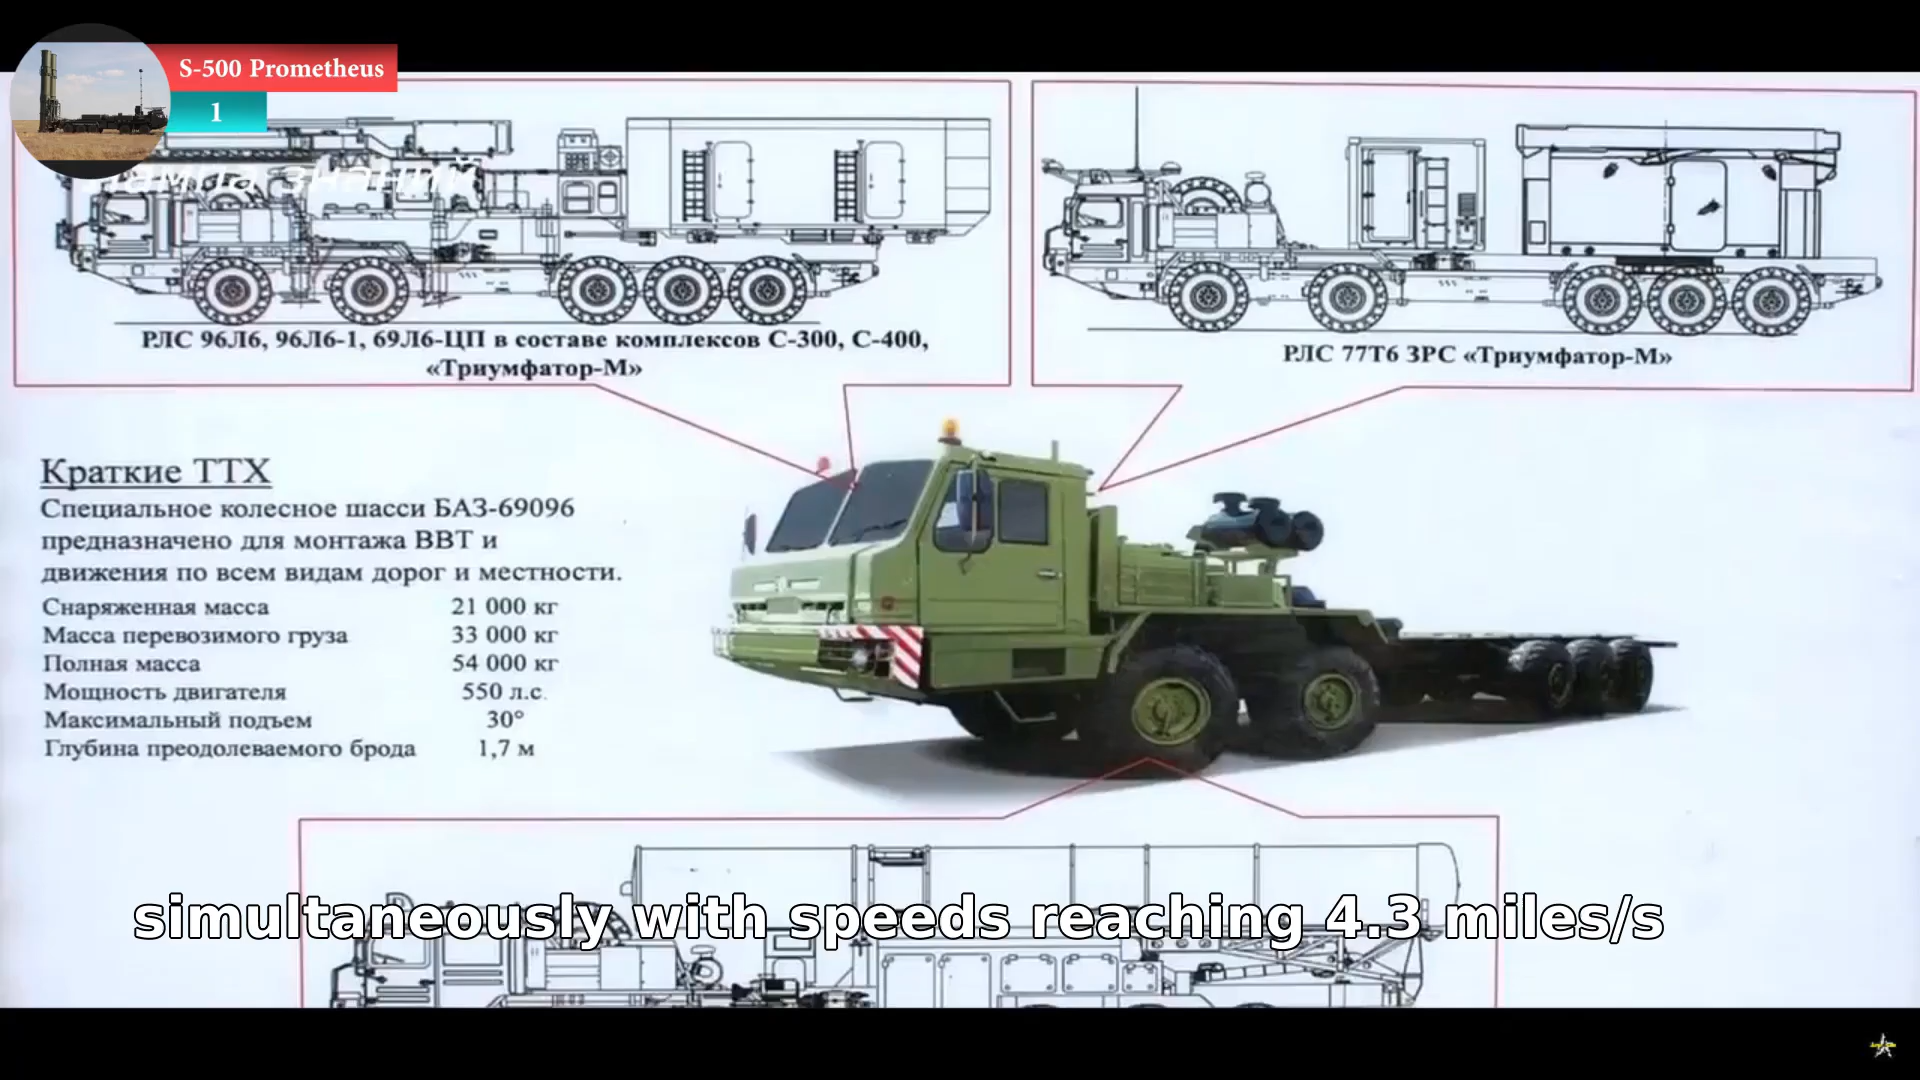 S-500 Prometheus
1
Лампа знаний
РЛС 96Л6, 96Л6-1, 69Л6-ЦП в составе комплексов С-300, С-400,
«Триумфатор-М»
РЛС 77Т6 ЗРС «Триумфатор-М»
Краткие ТТХ
Специальное колесное шасси БАЗ-69096
предназначено для монтажа ВВТ и
движения по всем видам дорог и местности.
Снаряженная масса 21 000 кг
Масса перевозимого груза 33 000 кг
Полная масса 54 000 кг
Мощность двигателя 550 л.с.
Максимальный подъем 30°
Глубина преодолеваемого брода 1,7 м
simultaneously with speeds reaching 4.3 miles/s